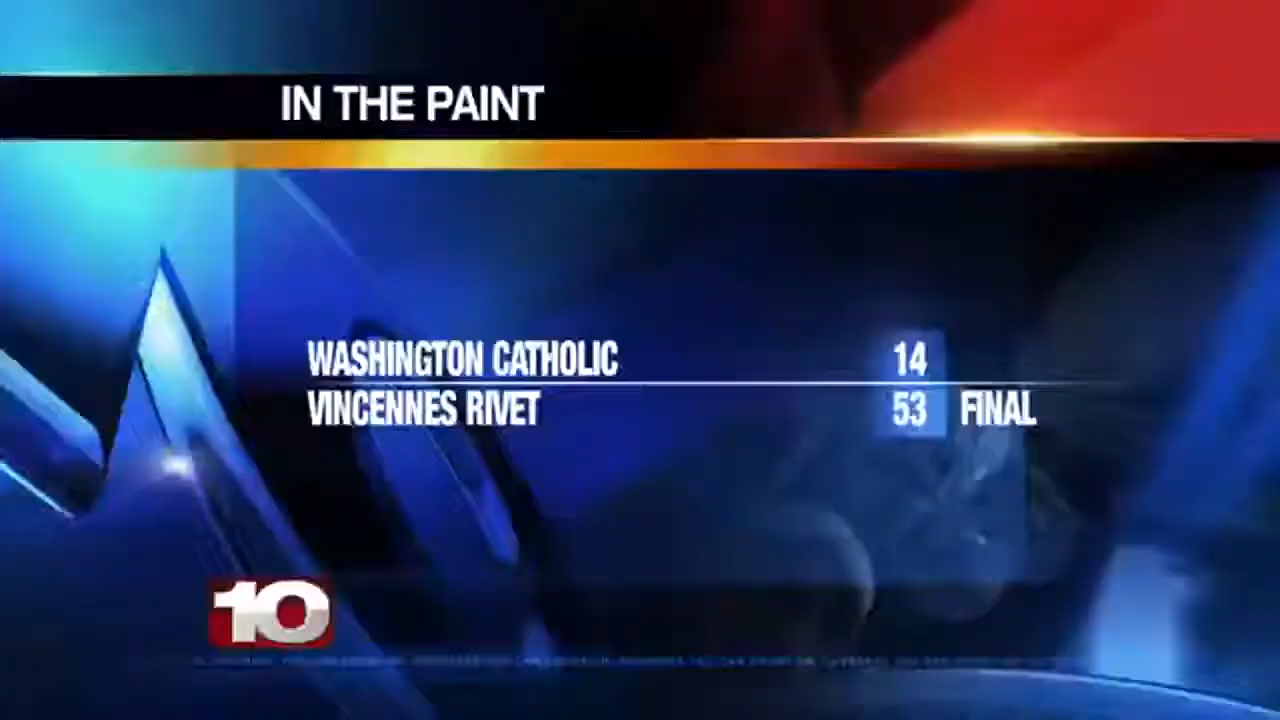 IN THE PAINT
WASHINGTON CATHOLIC 14
VINCENNES RIVET 53 FINAL
10